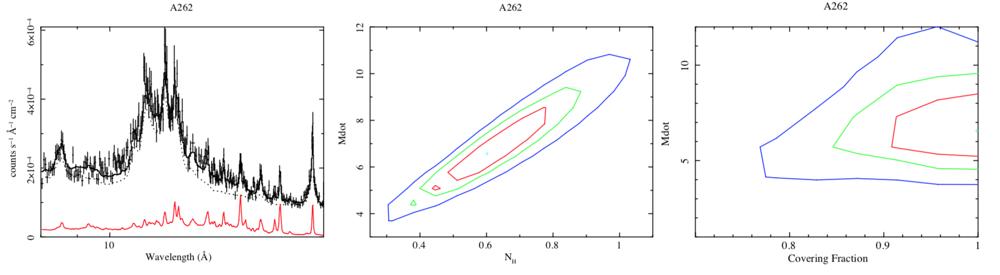 A262
counts s⁻¹ Å⁻¹ cm⁻²
0 2×10⁻⁴ 4×10⁻⁴ 6×10⁻⁴
10
Wavelength (Å)
A262
Mdot
4 6 8 10 12
0.4 0.6 0.8 1
N_H
A262
Mdot
5 10
0.8 0.9 1
Covering Fraction